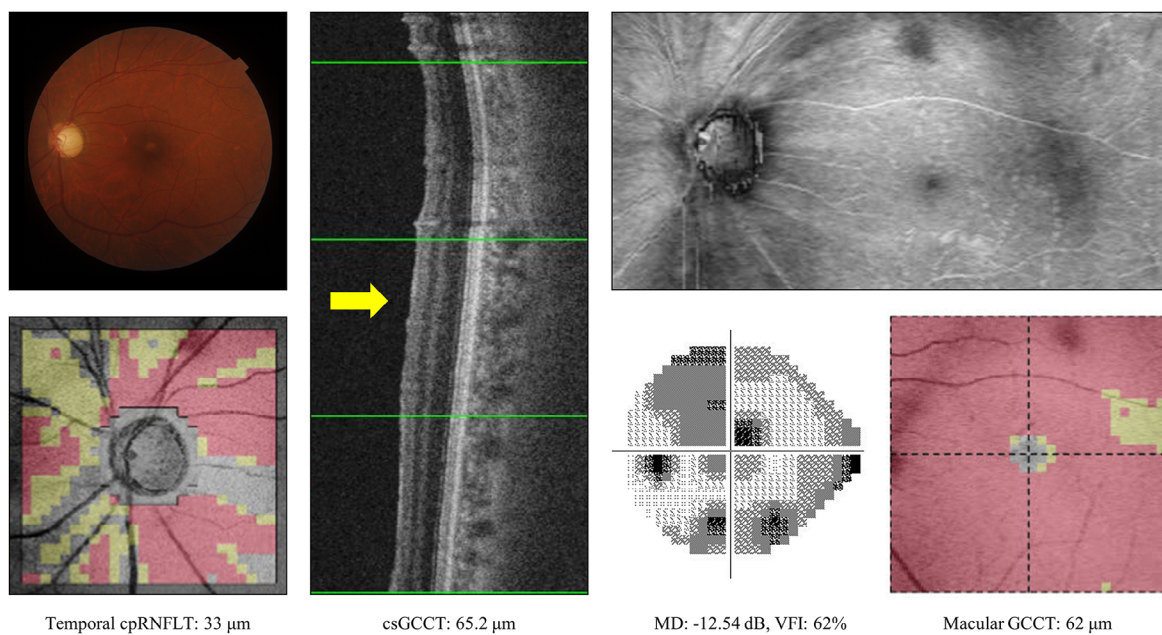 Temporal cpRNFLT: 33 μm
csGCCT: 65.2 μm
MD: -12.54 dB, VFI: 62%
Macular GCCT: 62 μm